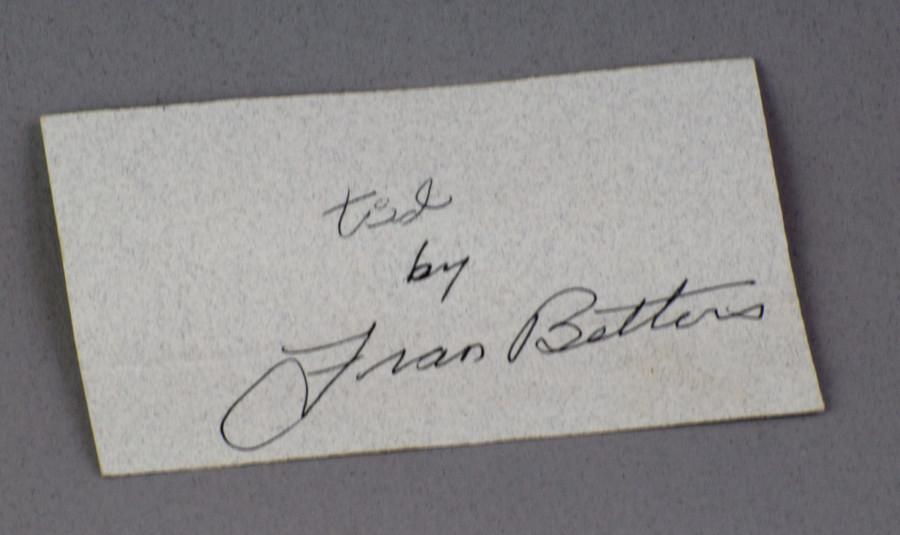 tied
by
Fran Betters